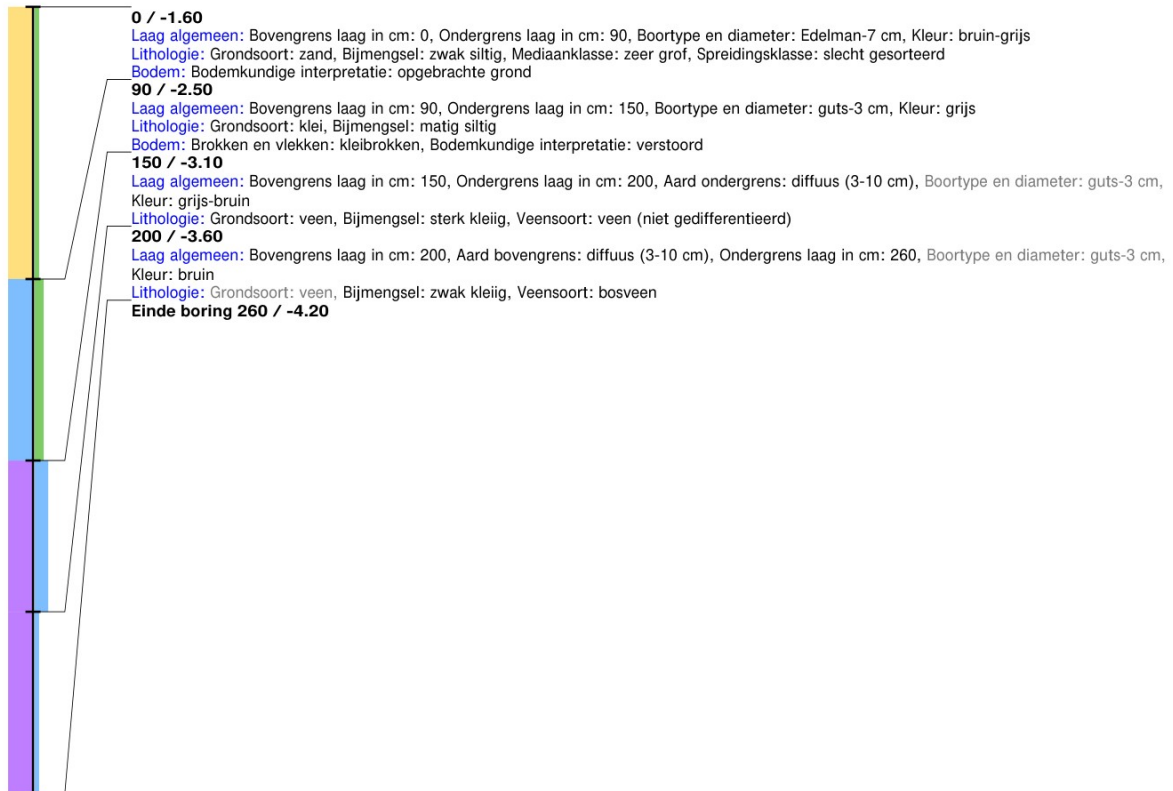 0 / -1.60
Laag algemeen: Bovengrens laag in cm: 0, Ondergrens laag in cm: 90, Boortype en diameter: Edelman-7 cm, Kleur: bruin-grijs
Lithologie: Grondsoort: zand, Bijmengsel: zwak siltig, Mediaanklasse: zeer grof, Spreidingsklasse: slecht gesorteerd
Bodem: Bodemkundige interpretatie: opgebrachte grond
90 / -2.50
Laag algemeen: Bovengrens laag in cm: 90, Ondergrens laag in cm: 150, Boortype en diameter: guts-3 cm, Kleur: grijs
Lithologie: Grondsoort: klei, Bijmengsel: matig siltig
Bodem: Brokken en vlekken: kleibrokken, Bodemkundige interpretatie: verstoord
150 / -3.10
Laag algemeen: Bovengrens laag in cm: 150, Ondergrens laag in cm: 200, Aard ondergrens: diffuus (3-10 cm), Boortype en diameter: guts-3 cm,
Kleur: grijs-bruin
Lithologie: Grondsoort: veen, Bijmengsel: sterk kleiig, Veensoort: veen (niet gedifferentieerd)
200 / -3.60
Laag algemeen: Bovengrens laag in cm: 200, Aard bovengrens: diffuus (3-10 cm), Ondergrens laag in cm: 260, Boortype en diameter: guts-3 cm,
Kleur: bruin
Lithologie: Grondsoort: veen, Bijmengsel: zwak kleiig, Veensoort: bosveen
Einde boring 260 / -4.20